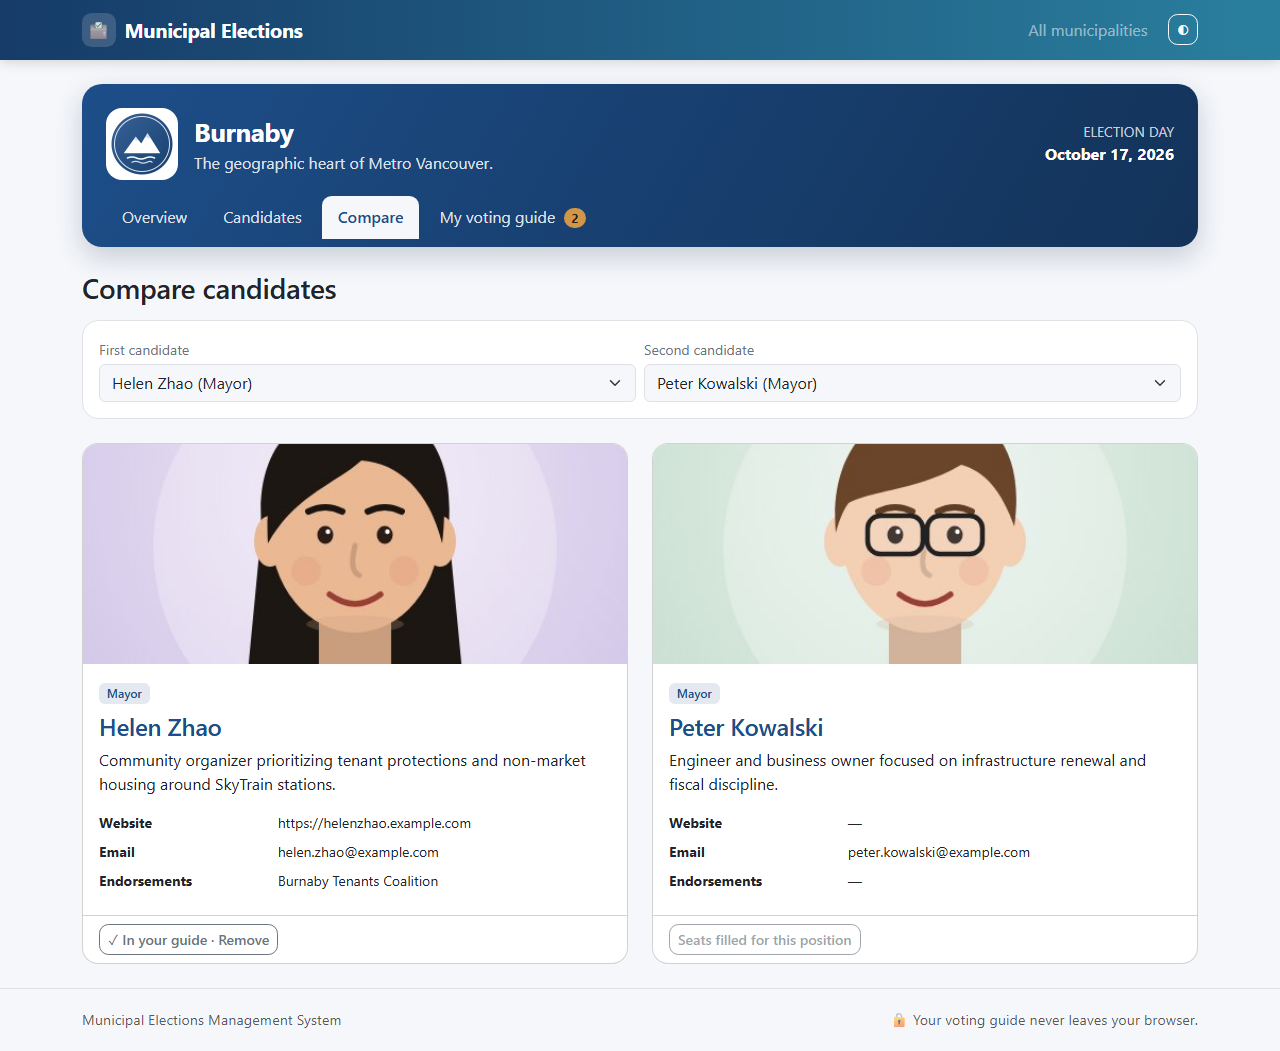 Municipal Elections
All municipalities
Burnaby
The geographic heart of Metro Vancouver.
ELECTION DAY
October 17, 2026
Overview
Candidates
Compare
My voting guide 2
Compare candidates
First candidate
Second candidate
Helen Zhao (Mayor)
Peter Kowalski (Mayor)
Mayor
Helen Zhao
Community organizer prioritizing tenant protections and non-market
housing around SkyTrain stations.
Website https://helenzhao.example.com
Email helen.zhao@example.com
Endorsements Burnaby Tenants Coalition
✓ In your guide · Remove
Mayor
Peter Kowalski
Engineer and business owner focused on infrastructure renewal and
fiscal discipline.
Website —
Email peter.kowalski@example.com
Endorsements —
Seats filled for this position
Municipal Elections Management System
🔒 Your voting guide never leaves your browser.